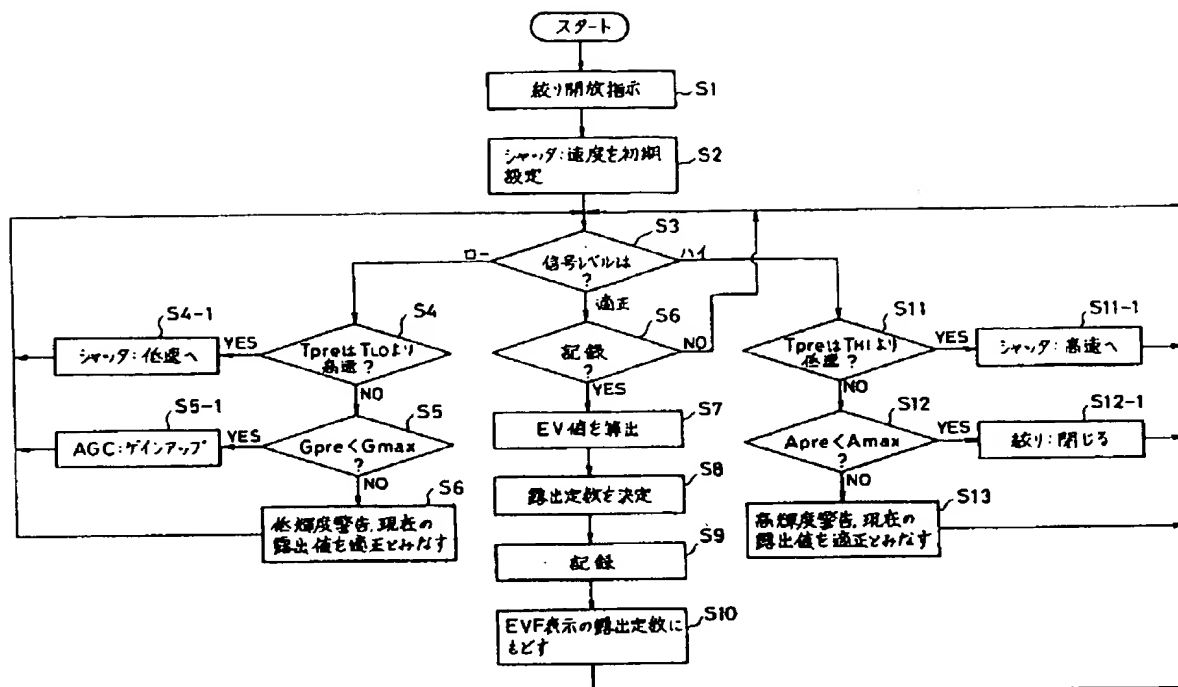 スタート
絞り開放指示
S1
シャッタ:速度を初期
設定
S2
S3
ロー
信号レベルは
?
ハイ
適正
S4-1
シャッタ:低速へ
YES
S4
TpreはTLOより
高速?
NO
S5-1
AGC:ゲインアップ
YES
S5
Gpre<Gmax
?
NO
S6
低輝度警告,現在の
露出値を適正とみなす
S6
記録
?
NO
YES
S7
EV値を算出
S8
露出定数を決定
S9
記録
S10
EVF表示の露出定数に
もどす
S11
TpreはTHIより
低速?
YES
S11-1
シャッタ:高速へ
NO
S12
Apre<Amax
?
YES
S12-1
絞り:閉じる
NO
S13
高輝度警告,現在の
露出値を適正とみなす